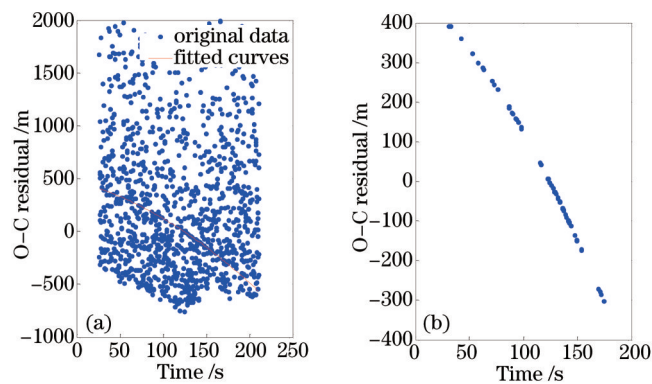 2000
1500
1000
500
0
−500
−1000
O−C residual /m
original data
fitted curves
(a)
0 50 100 150 200 250
Time /s
400
300
200
100
0
−100
−200
−300
−400
O−C residual /m
(b)
0 50 100 150 200
Time /s